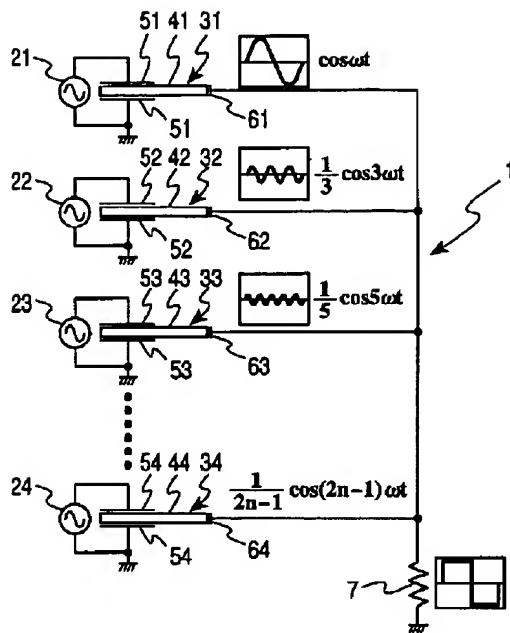 51 41 31
21
cosωt
51
61
52 42 32
22
1/3 cos3ωt
1
52
62
53 43 33
23
1/5 cos5ωt
53
63
54 44 34
24
1/2n-1 cos(2n-1)ωt
54
64
7